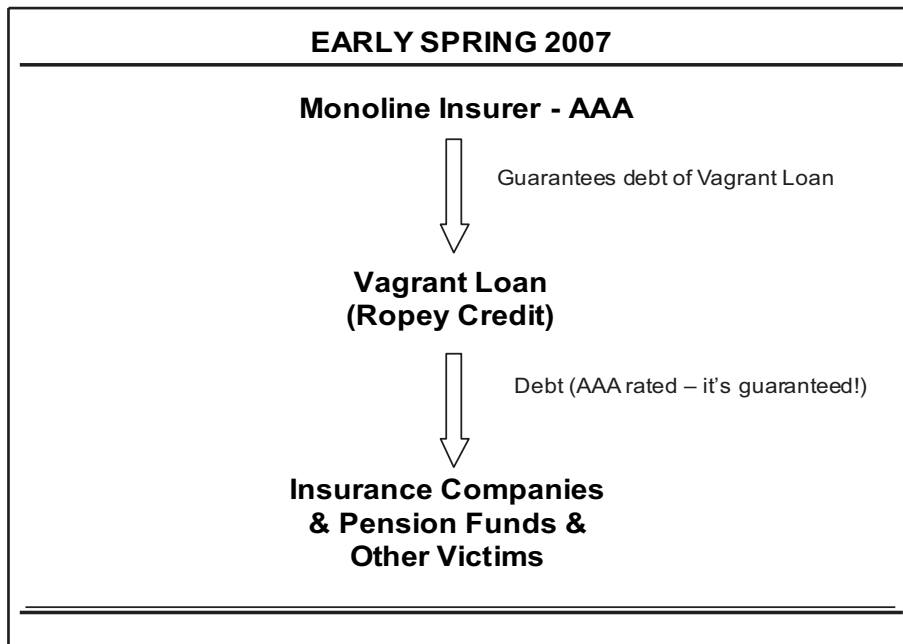 EARLY SPRING 2007
Monoline Insurer - AAA
Guarantees debt of Vagrant Loan
Vagrant Loan
(Ropey Credit)
Debt (AAA rated – it's guaranteed!)
Insurance Companies
& Pension Funds &
Other Victims